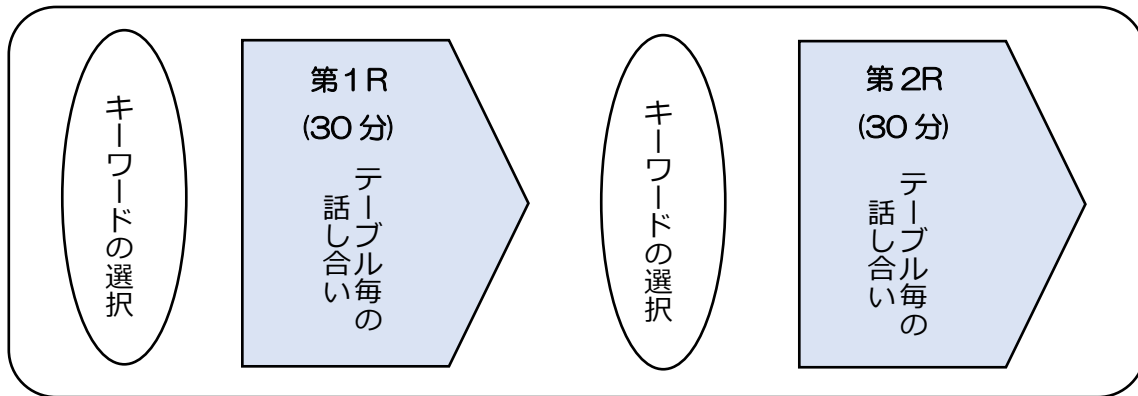 キーワードの選択
第1R
(30分)
テーブル毎の
話し合い
キーワードの選択
第2R
(30分)
テーブル毎の
話し合い